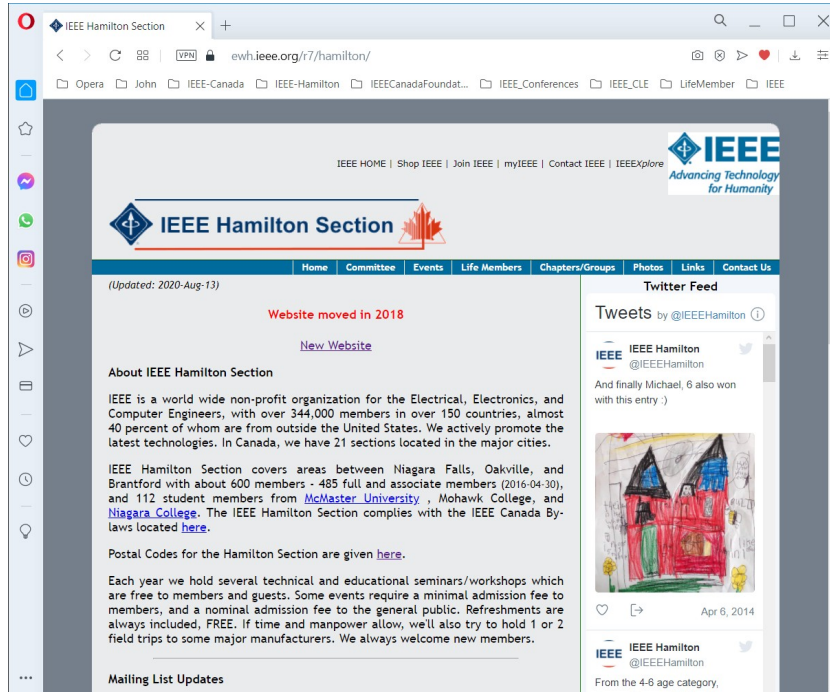 IEEE Hamilton Section
VPN
ewh.ieee.org/r7/hamilton/
Opera John IEEE-Canada IEEE-Hamilton IEEECanadaFoundat... IEEE_Conferences IEEE_CLE LifeMember IEEE
IEEE HOME | Shop IEEE | Join IEEE | myIEEE | Contact IEEE | IEEEXplore
IEEE
Advancing Technology
for Humanity
IEEE Hamilton Section
Home Committee Events Life Members Chapters/Groups Photos Links Contact Us
(Updated: 2020-Aug-13)
Website moved in 2018
New Website
About IEEE Hamilton Section
IEEE is a world wide non-profit organization for the Electrical, Electronics, and
Computer Engineers, with over 344,000 members in over 150 countries, almost
40 percent of whom are from outside the United States. We actively promote the
latest technologies. In Canada, we have 21 sections located in the major cities.
IEEE Hamilton Section covers areas between Niagara Falls, Oakville, and
Brantford with about 600 members - 485 full and associate members (2016-04-30),
and 112 student members from McMaster University , Mohawk College, and
Niagara College. The IEEE Hamilton Section complies with the IEEE Canada By-
laws located here.
Postal Codes for the Hamilton Section are given here.
Each year we hold several technical and educational seminars/workshops which
are free to members and guests. Some events require a minimal admission fee to
members, and a nominal admission fee to the general public. Refreshments are
always included, FREE. If time and manpower allow, we'll also try to hold 1 or 2
field trips to some major manufacturers. We always welcome new members.
Mailing List Updates
Twitter Feed
Tweets by @IEEEHamilton
IEEE
IEEE Hamilton
@IEEEHamilton
And finally Michael, 6 also won
with this entry :)
Apr 6, 2014
IEEE
IEEE Hamilton
@IEEEHamilton
From the 4-6 age category,